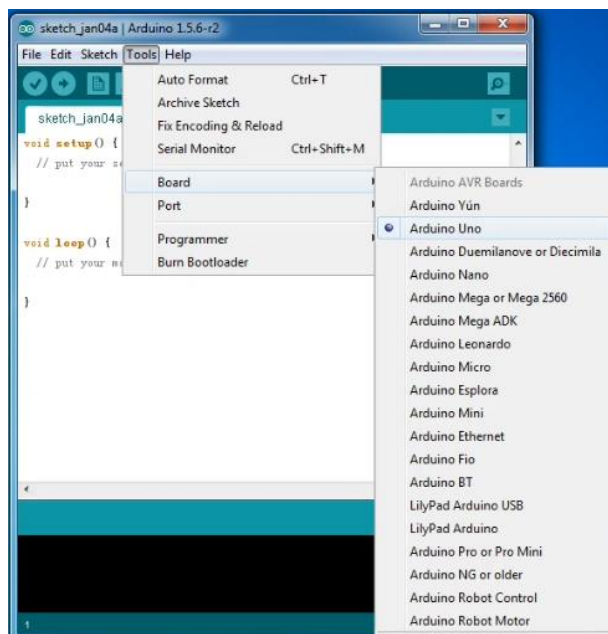 sketch_jan04a | Arduino 1.5.6-r2
File Edit Sketch Tools Help
Auto Format Ctrl+T
Archive Sketch
sketch_jan04a
Fix Encoding & Reload
void setup() {
Serial Monitor Ctrl+Shift+M
// put your
Board
Port
}
Programmer
void loop() {
Burn Bootloader
// put your
}
Arduino AVR Boards
Arduino Yún
Arduino Uno
Arduino Duemilanove or Diecimila
Arduino Nano
Arduino Mega or Mega 2560
Arduino Mega ADK
Arduino Leonardo
Arduino Micro
Arduino Esplora
Arduino Mini
Arduino Ethernet
Arduino Fio
Arduino BT
LilyPad Arduino USB
LilyPad Arduino
Arduino Pro or Pro Mini
Arduino NG or older
Arduino Robot Control
Arduino Robot Motor
1